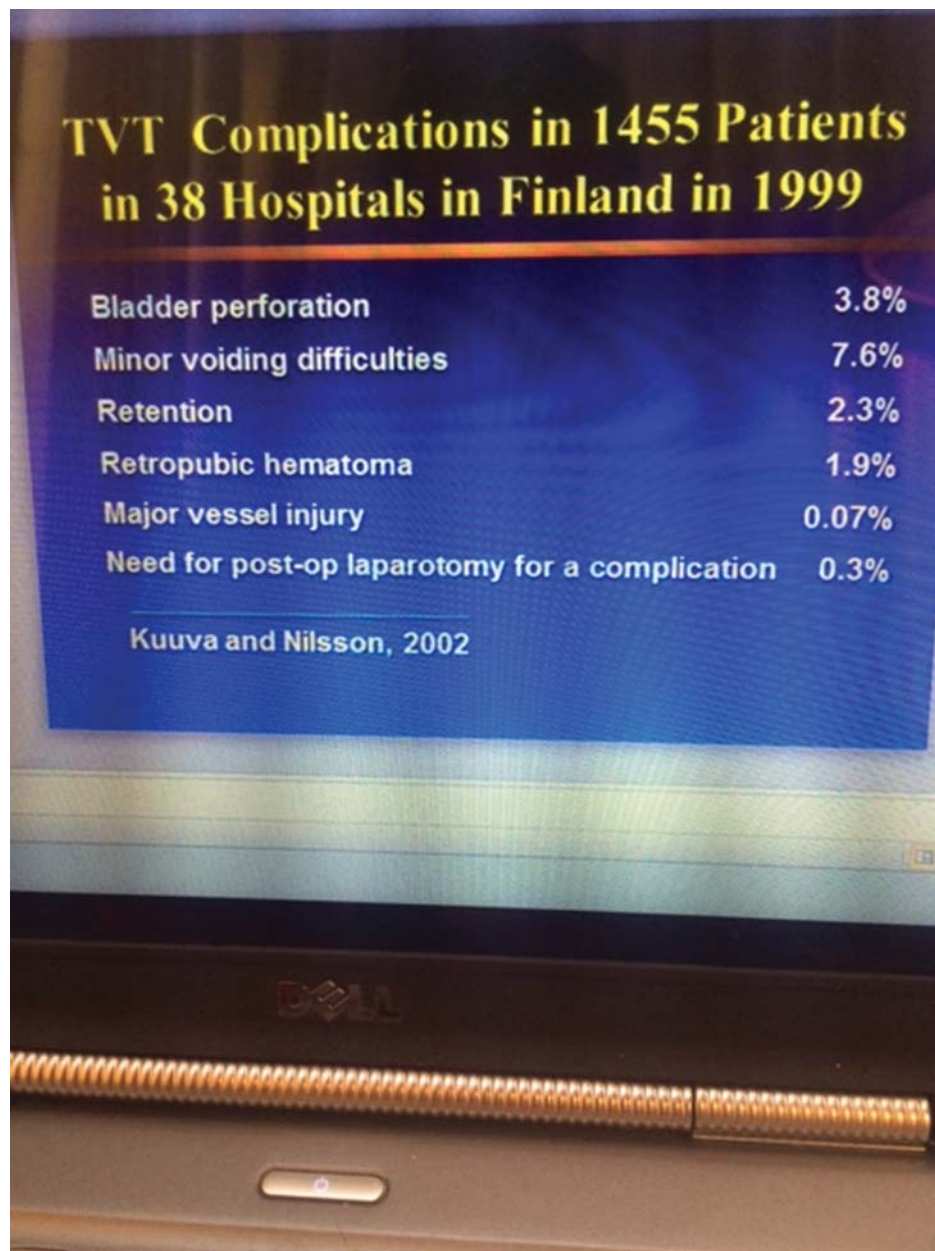 TVT Complications in 1455 Patients
in 38 Hospitals in Finland in 1999
Bladder perforation 3.8%
Minor voiding difficulties 7.6%
Retention 2.3%
Retropubic hematoma 1.9%
Major vessel injury 0.07%
Need for post-op laparotomy for a complication 0.3%
Kuuva and Nilsson, 2002
DELL